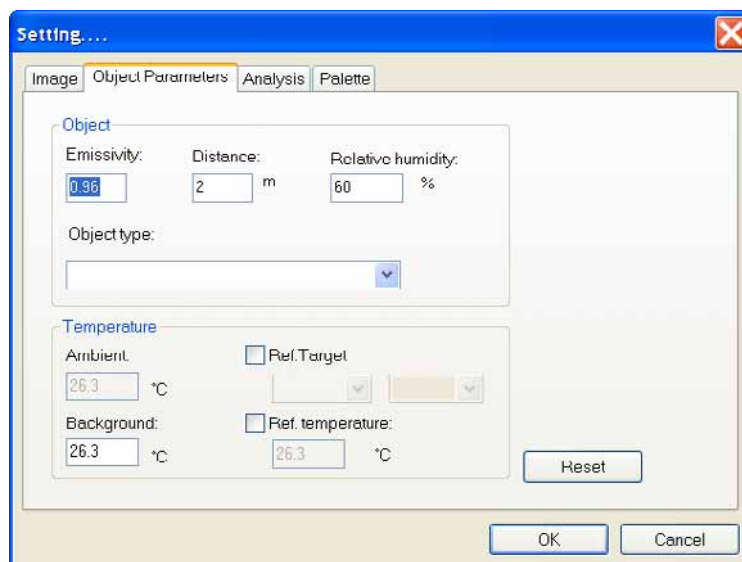 Setting....
Image Object Parameters Analysis Palette
Object
Emissivity: Distance: Relative humidity:
0.96 2 m 60 %
Object type:
Temperature
Ambient. Ref.Target
26.3 °C
Background: Ref. temperature:
26.3 °C 26.3 °C
Reset
OK Cancel